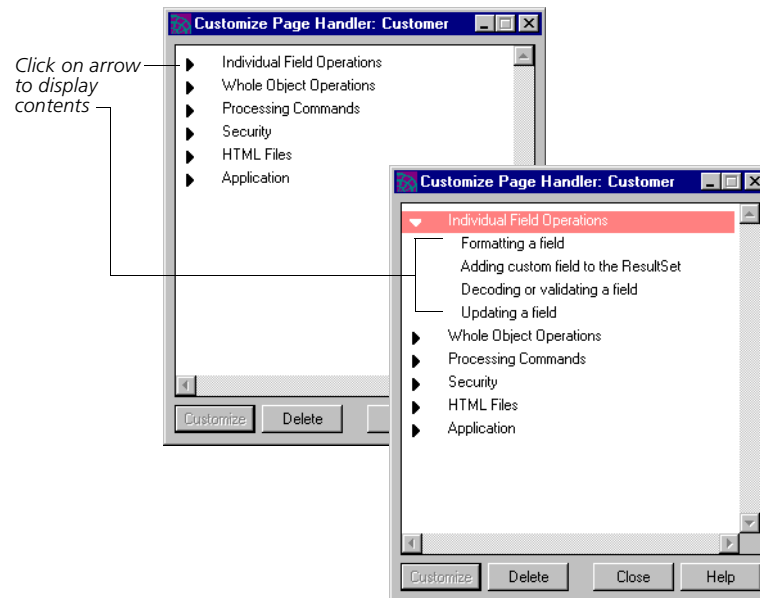 Customize Page Handler: Customer
Click on arrow
to display
contents
Individual Field Operations
Whole Object Operations
Processing Commands
Security
HTML Files
Application
Customize
Delete
Customize Page Handler: Customer
Individual Field Operations
Formatting a field
Adding custom field to the ResultSet
Decoding or validating a field
Updating a field
Whole Object Operations
Processing Commands
Security
HTML Files
Application
Customize
Delete
Close
Help